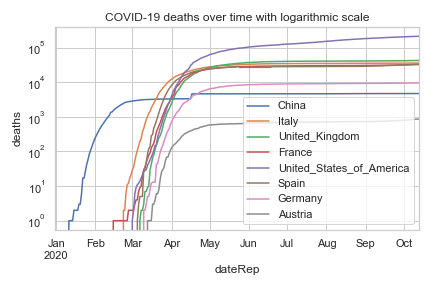 COVID-19 deaths over time with logarithmic scale
deaths
10^5
10^4
10^3
10^2
10^1
10^0
China
Italy
United_Kingdom
France
United_States_of_America
Spain
Germany
Austria
Jan Feb Mar Apr May Jun Jul Aug Sep Oct
2020
dateRep